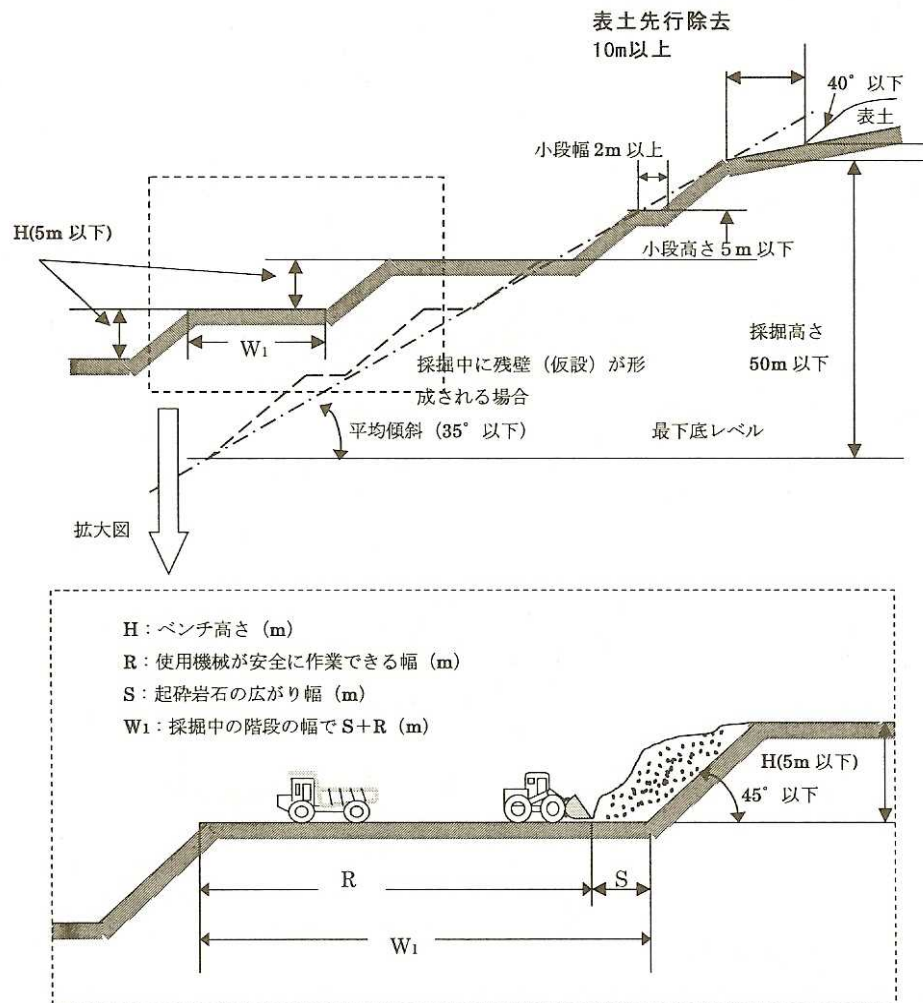 表土先行除去
10m以上
40° 以下
表土
小段幅 2m 以上
H(5m 以下)
小段高さ 5m 以下
W1
採掘高さ
50m 以下
採掘中に残壁（仮設）が形
成される場合
平均傾斜（35° 以下）
最下底レベル
拡大図
H：ベンチ高さ（m）
R：使用機械が安全に作業できる幅（m）
S：起砕岩石の広がり幅（m）
W1：採掘中の階段の幅で S+R（m）
H(5m 以下)
45° 以下
R
S
W1